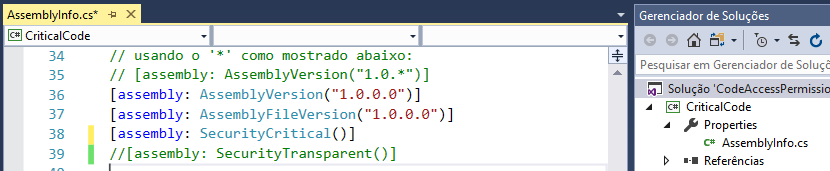 AssemblyInfo.cs*
CriticalCode
34 // usando o '*' como mostrado abaixo:
35 // [assembly: AssemblyVersion("1.0.*")]
36 [assembly: AssemblyVersion("1.0.0.0")]
37 [assembly: AssemblyFileVersion("1.0.0.0")]
38 [assembly: SecurityCritical()]
39 //[assembly: SecurityTransparent()]
Gerenciador de Soluções
Pesquisar em Gerenciador de Soluçõ
Solução 'CodeAccessPermissio
C# CriticalCode
Properties
C# AssemblyInfo.cs
Referências